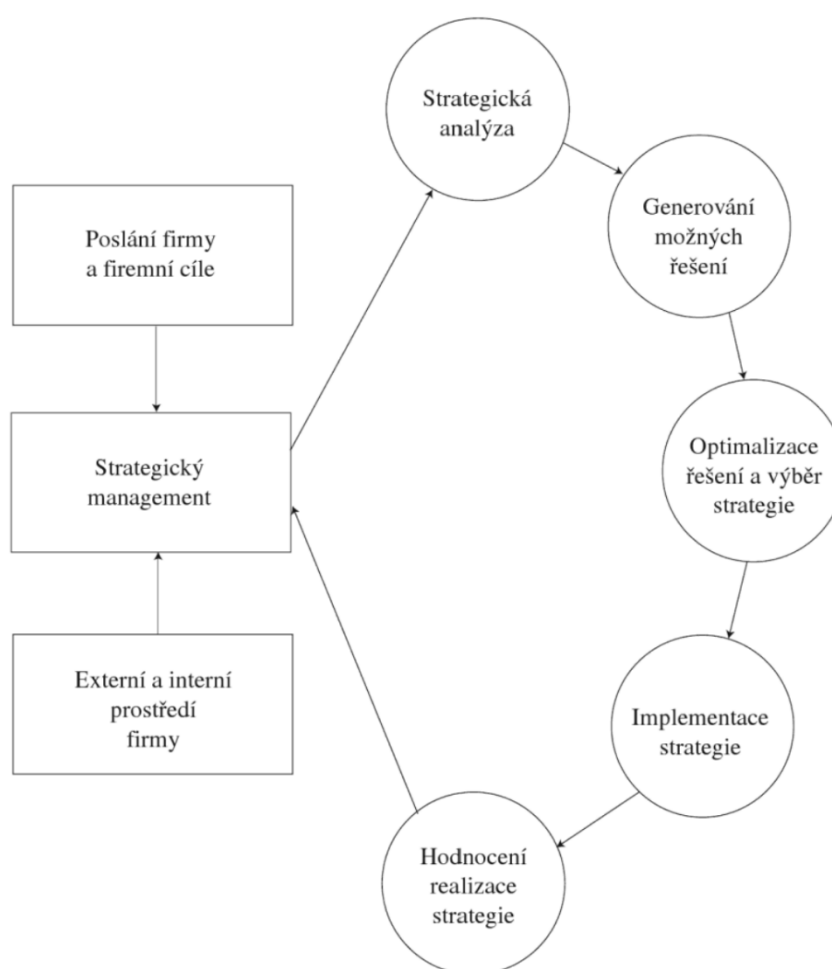 Strategická
analýza
Generování
možných
řešení
Poslání firmy
a firemní cíle
Strategický
management
Optimalizace
řešení a výběr
strategie
Externí a interní
prostředí
firmy
Implementace
strategie
Hodnocení
realizace
strategie